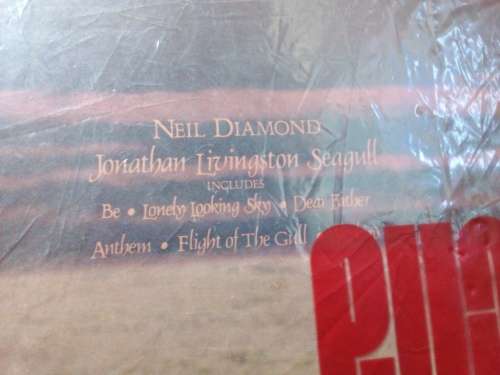 NEIL DIAMOND
Jonathan Livingston Seagull
INCLUDES
Be • Lonely Looking Sky • Dear Father
Anthem • Flight of The Gull